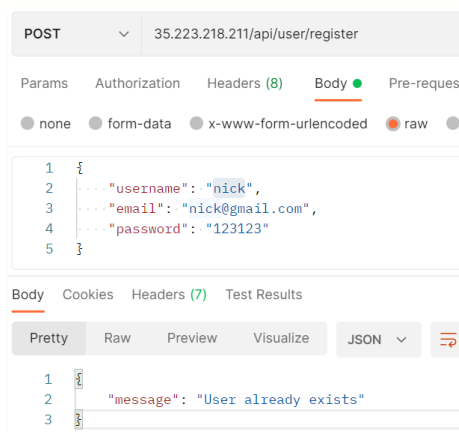 POST 35.223.218.211/api/user/register
Params Authorization Headers (8) Body Pre-reques
none form-data x-www-form-urlencoded raw
1 {
2 "username": "nick",
3 "email": "nick@gmail.com",
4 "password": "123123"
5 }
Body Cookies Headers (7) Test Results
Pretty Raw Preview Visualize JSON
1 {
2 "message": "User already exists"
3 }